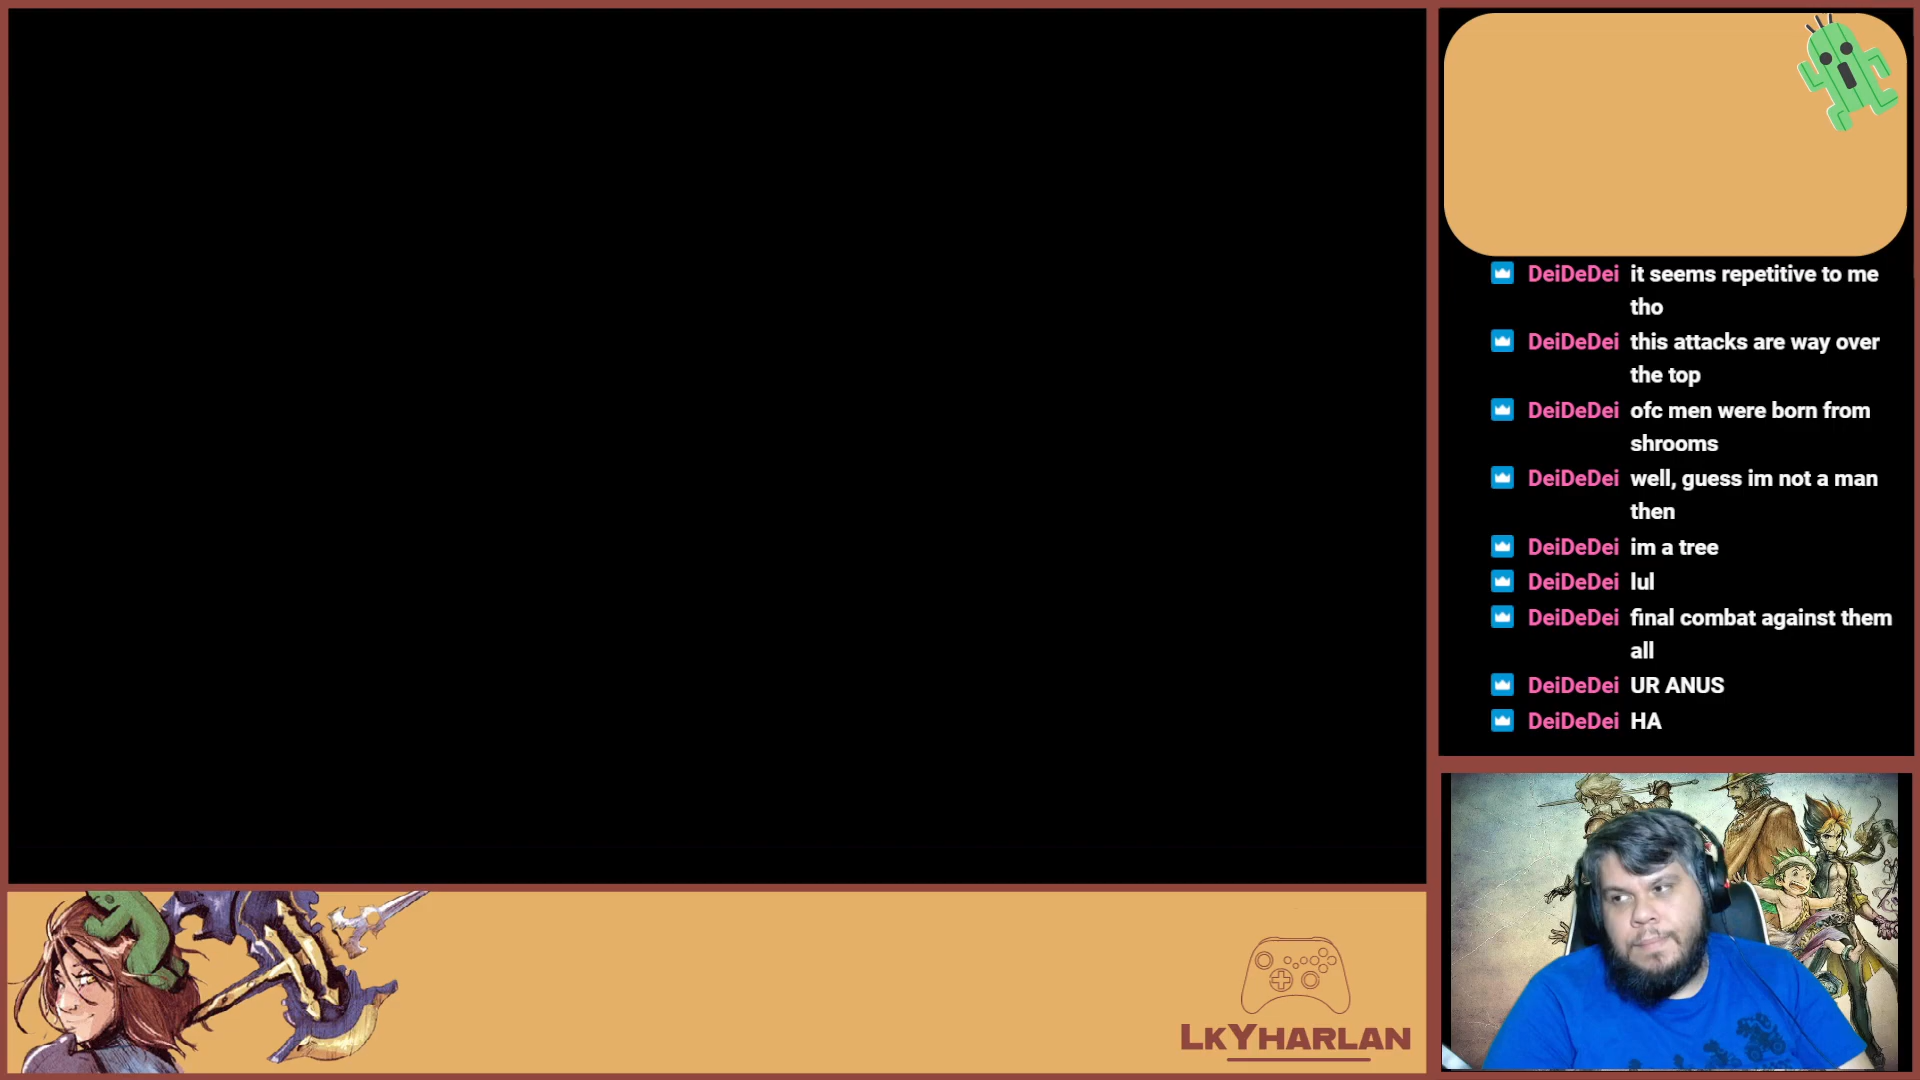 DeiDeDei it seems repetitive to me
tho
DeiDeDei this attacks are way over
the top
DeiDeDei ofc men were born from
shrooms
DeiDeDei well, guess im not a man
then
DeiDeDei im a tree
DeiDeDei lul
DeiDeDei final combat against them
all
DeiDeDei UR ANUS
DeiDeDei HA
LKYHARLAN